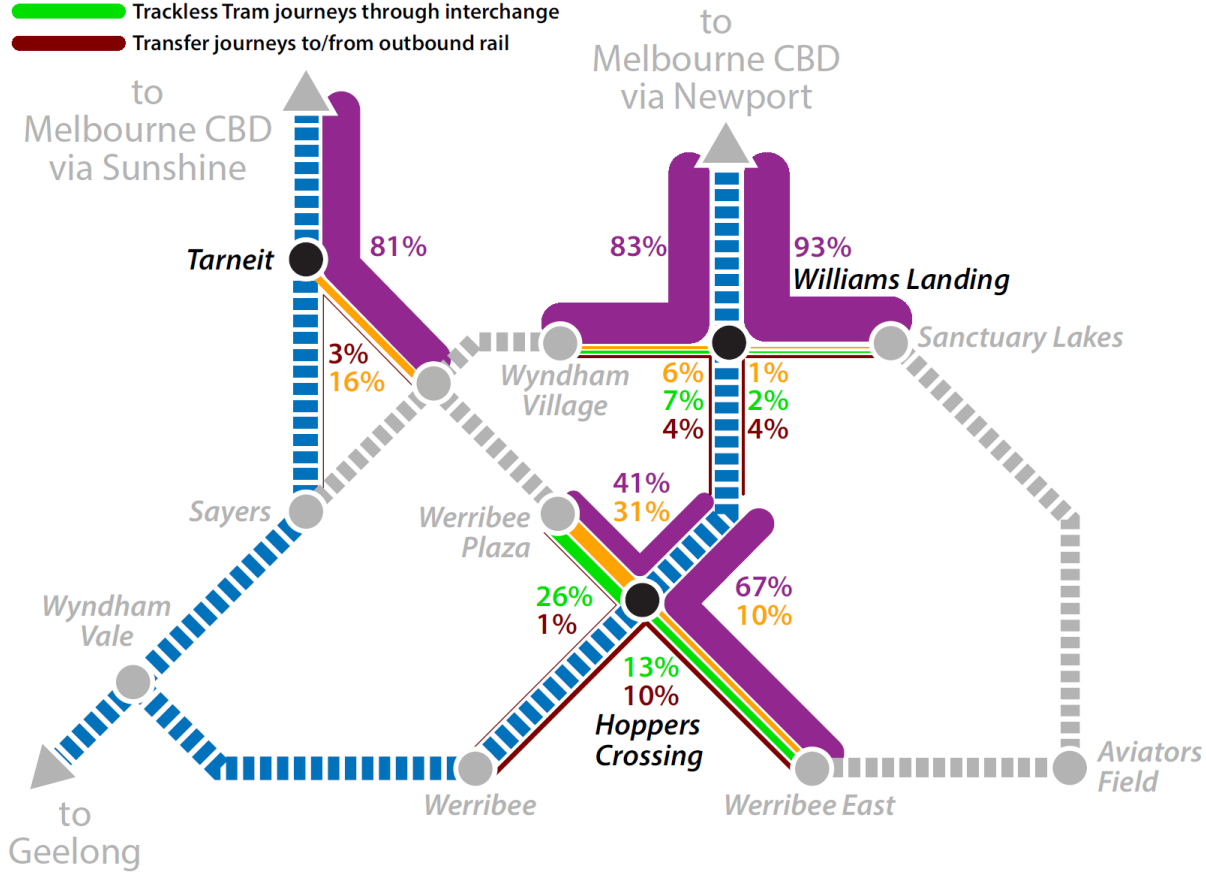 Trackless Tram journeys through interchange
Transfer journeys to/from outbound rail
to
Melbourne CBD
via Sunshine
to
Melbourne CBD
via Newport
Tarneit
81%
83%
93%
Williams Landing
3%
16%
Wyndham
Village
Sanctuary Lakes
6%
7%
4%
1%
2%
4%
Sayers
Werribee
Plaza
41%
31%
Wyndham
Vale
26%
1%
67%
10%
13%
10%
Hoppers
Crossing
Werribee
Werribee East
Aviators
Field
to
Geelong